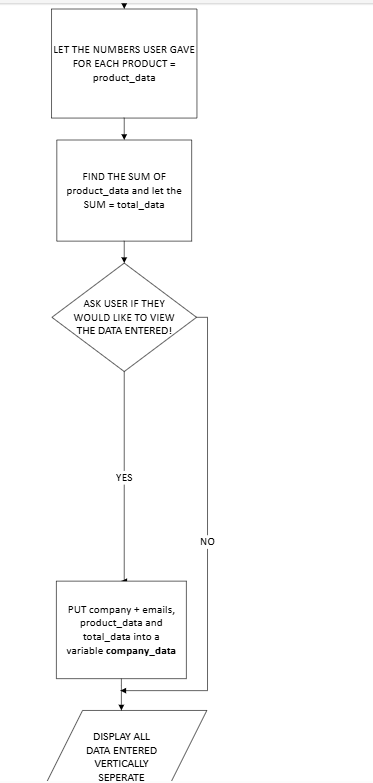 LET THE NUMBERS USER GAVE
FOR EACH PRODUCT =
product_data
FIND THE SUM OF
product_data and let the
SUM = total_data
ASK USER IF THEY
WOULD LIKE TO VIEW
THE DATA ENTERED!
YES
NO
PUT company + emails,
product_data and
total_data into a
variable company_data
DISPLAY ALL
DATA ENTERED
VERTICALLY
SEPERATE